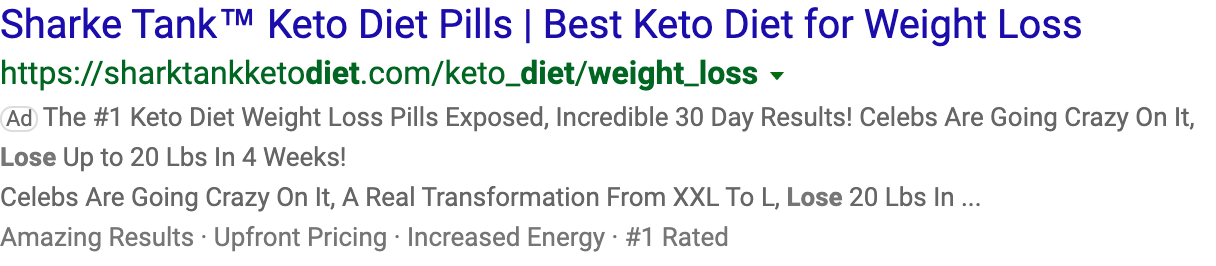 Sharke Tank™ Keto Diet Pills | Best Keto Diet for Weight Loss
https://sharktankketodiet.com/keto_diet/weight_loss
Ad The #1 Keto Diet Weight Loss Pills Exposed, Incredible 30 Day Results! Celebs Are Going Crazy On It,
Lose Up to 20 Lbs In 4 Weeks!
Celebs Are Going Crazy On It, A Real Transformation From XXL To L, Lose 20 Lbs In ...
Amazing Results · Upfront Pricing · Increased Energy · #1 Rated